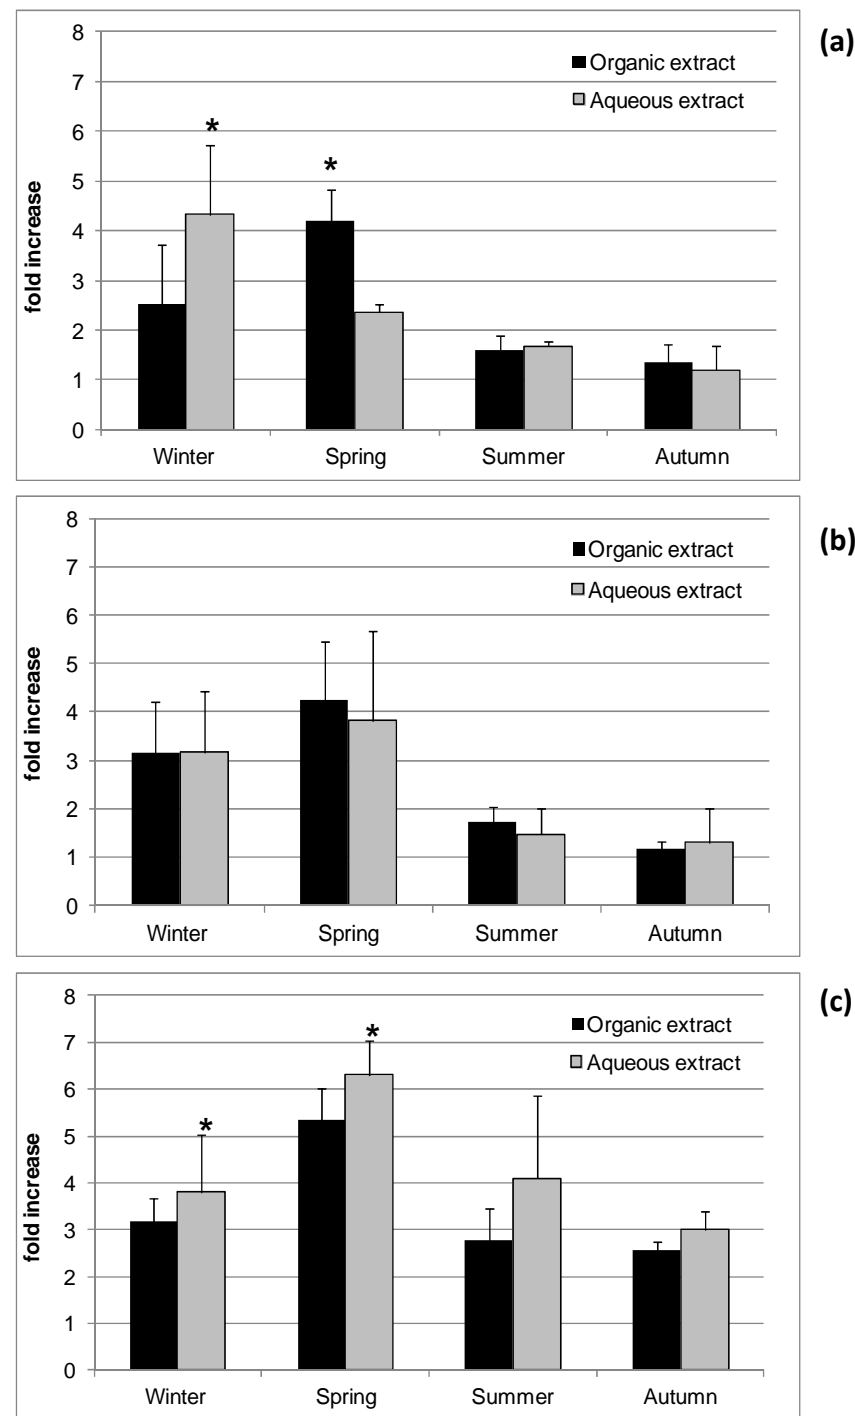 (a)
8
7
6
5
4
3
2
1
0
fold increase
Organic extract
Aqueous extract
*
*
Winter Spring Summer Autumn
(b)
8
7
6
5
4
3
2
1
0
fold increase
Organic extract
Aqueous extract
Winter Spring Summer Autumn
(c)
8
7
6
5
4
3
2
1
0
fold increase
Organic extract
Aqueous extract
*
*
Winter Spring Summer Autumn